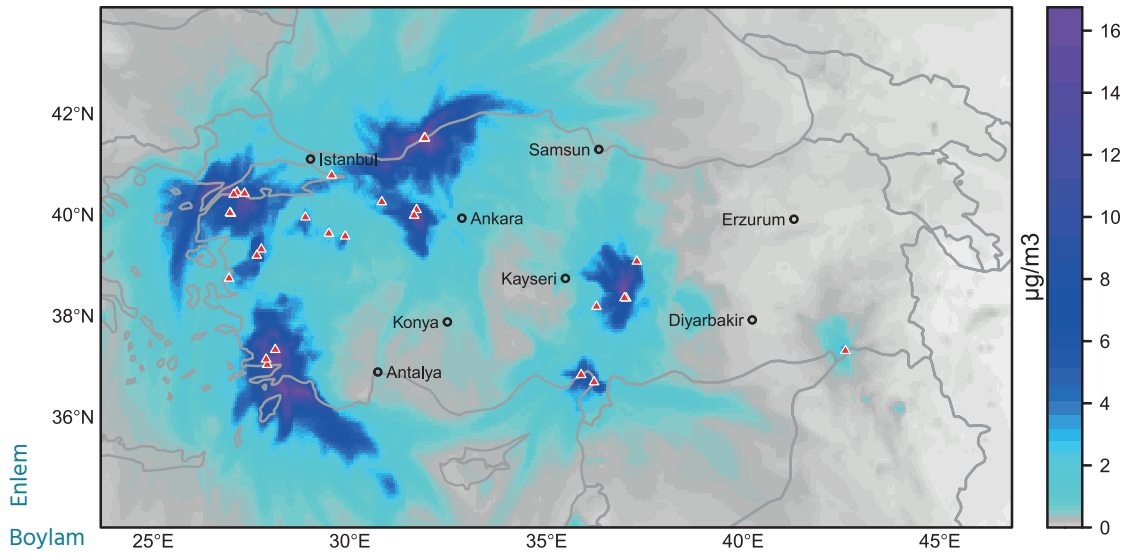 42°N
40°N
38°N
36°N
Enlem
Boylam
25°E
30°E
35°E
40°E
45°E
Istanbul
Samsun
Ankara
Erzurum
Kayseri
Konya
Diyarbakir
Antalya
µg/m3
16
14
12
10
8
6
4
2
0